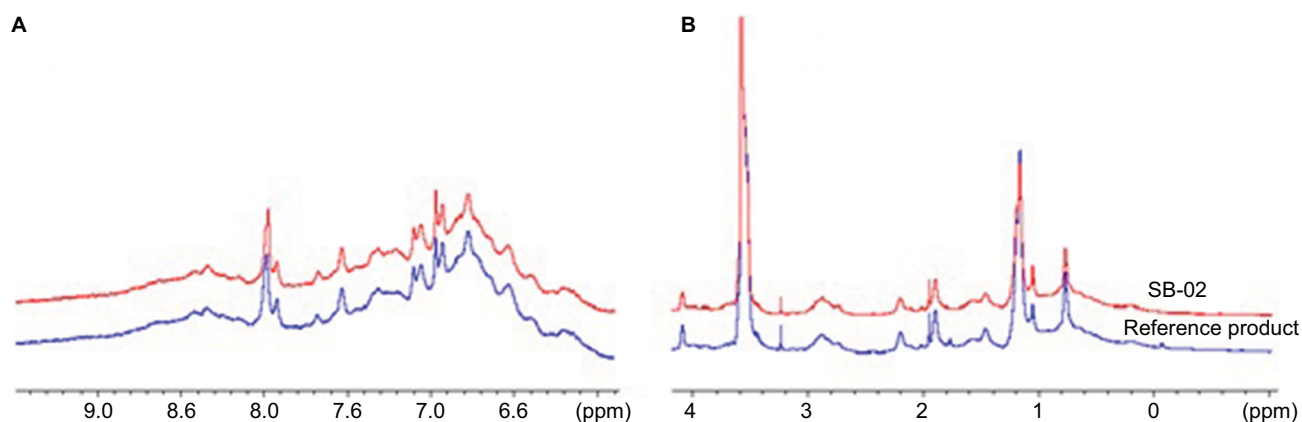 A
B
SB-02
Reference product
9.0 8.6 8.0 7.6 7.0 6.6 (ppm)
4 3 2 1 0 (ppm)